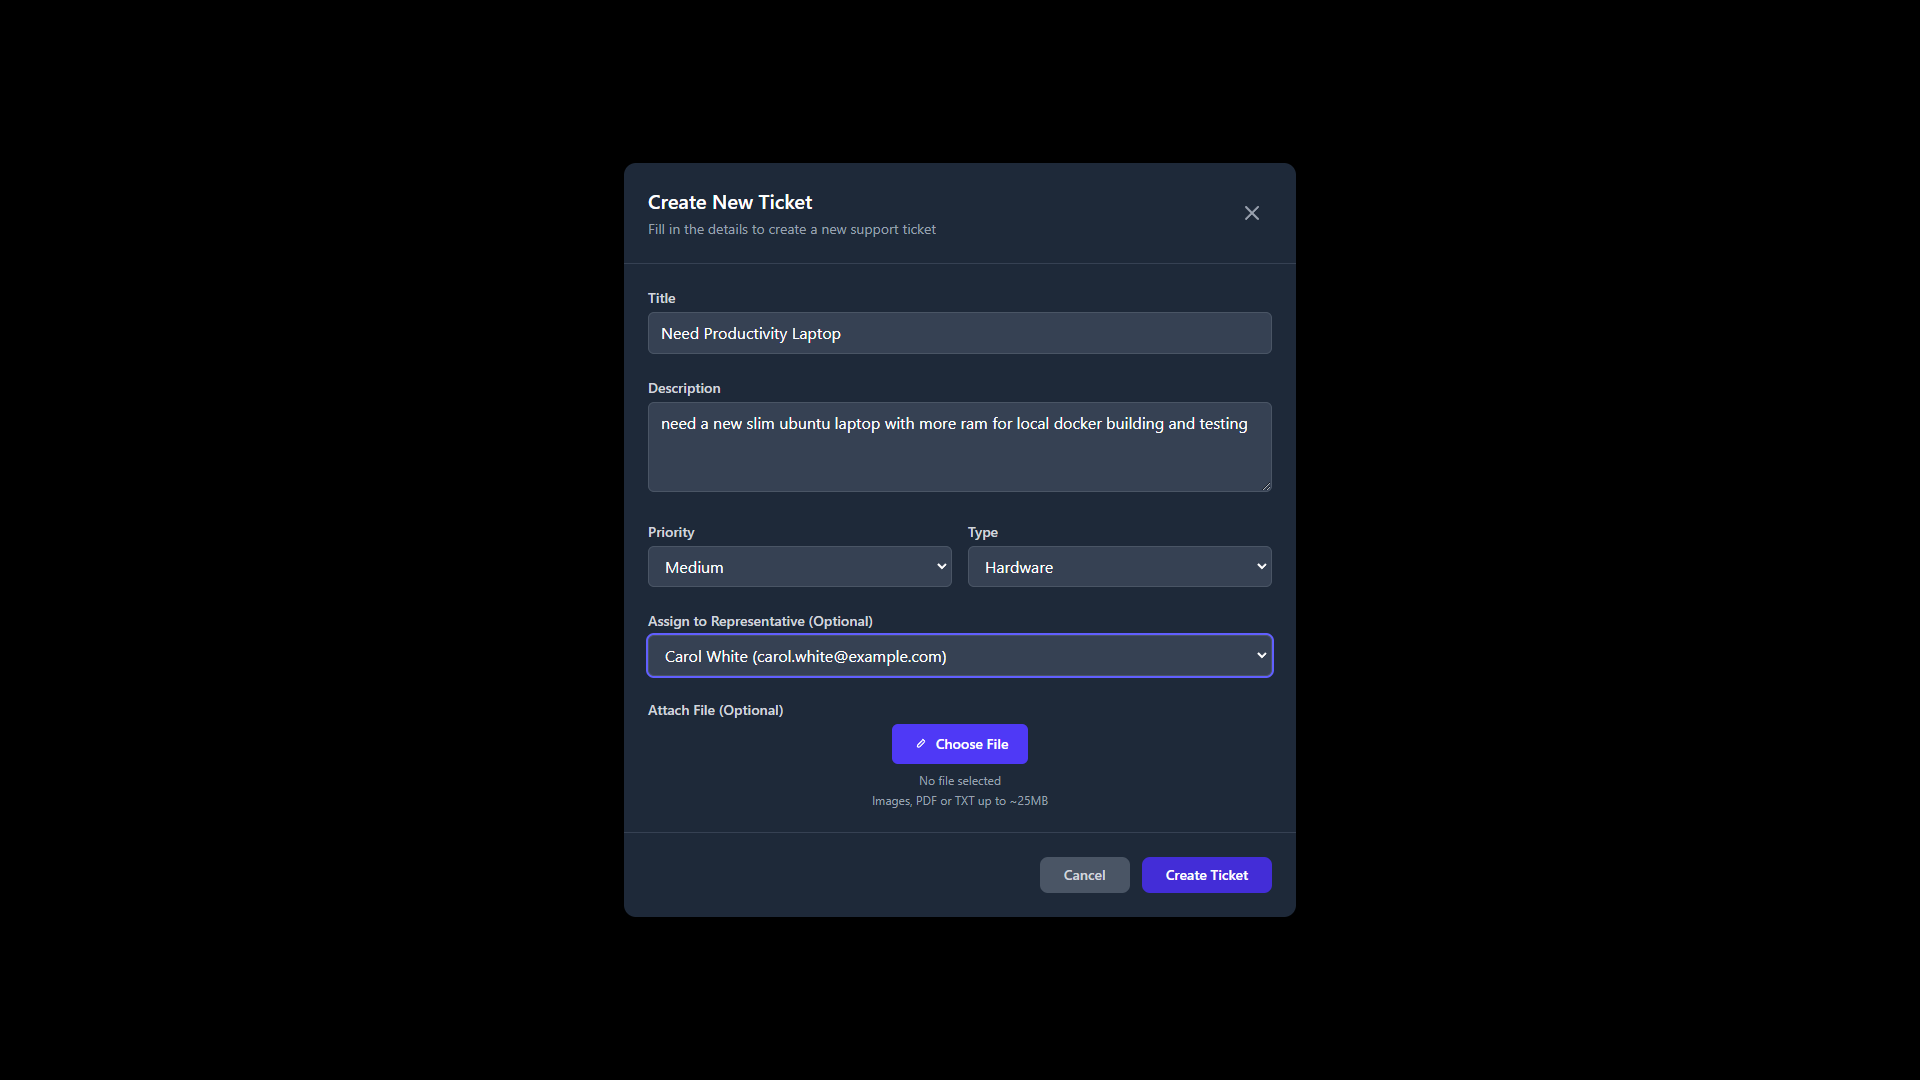 Create New Ticket
Fill in the details to create a new support ticket
Title
Need Productivity Laptop
Description
need a new slim ubuntu laptop with more ram for local docker building and testing
Priority
Type
Medium
Hardware
Assign to Representative (Optional)
Carol White (carol.white@example.com)
Attach File (Optional)
Choose File
No file selected
Images, PDF or TXT up to ~25MB
Cancel
Create Ticket